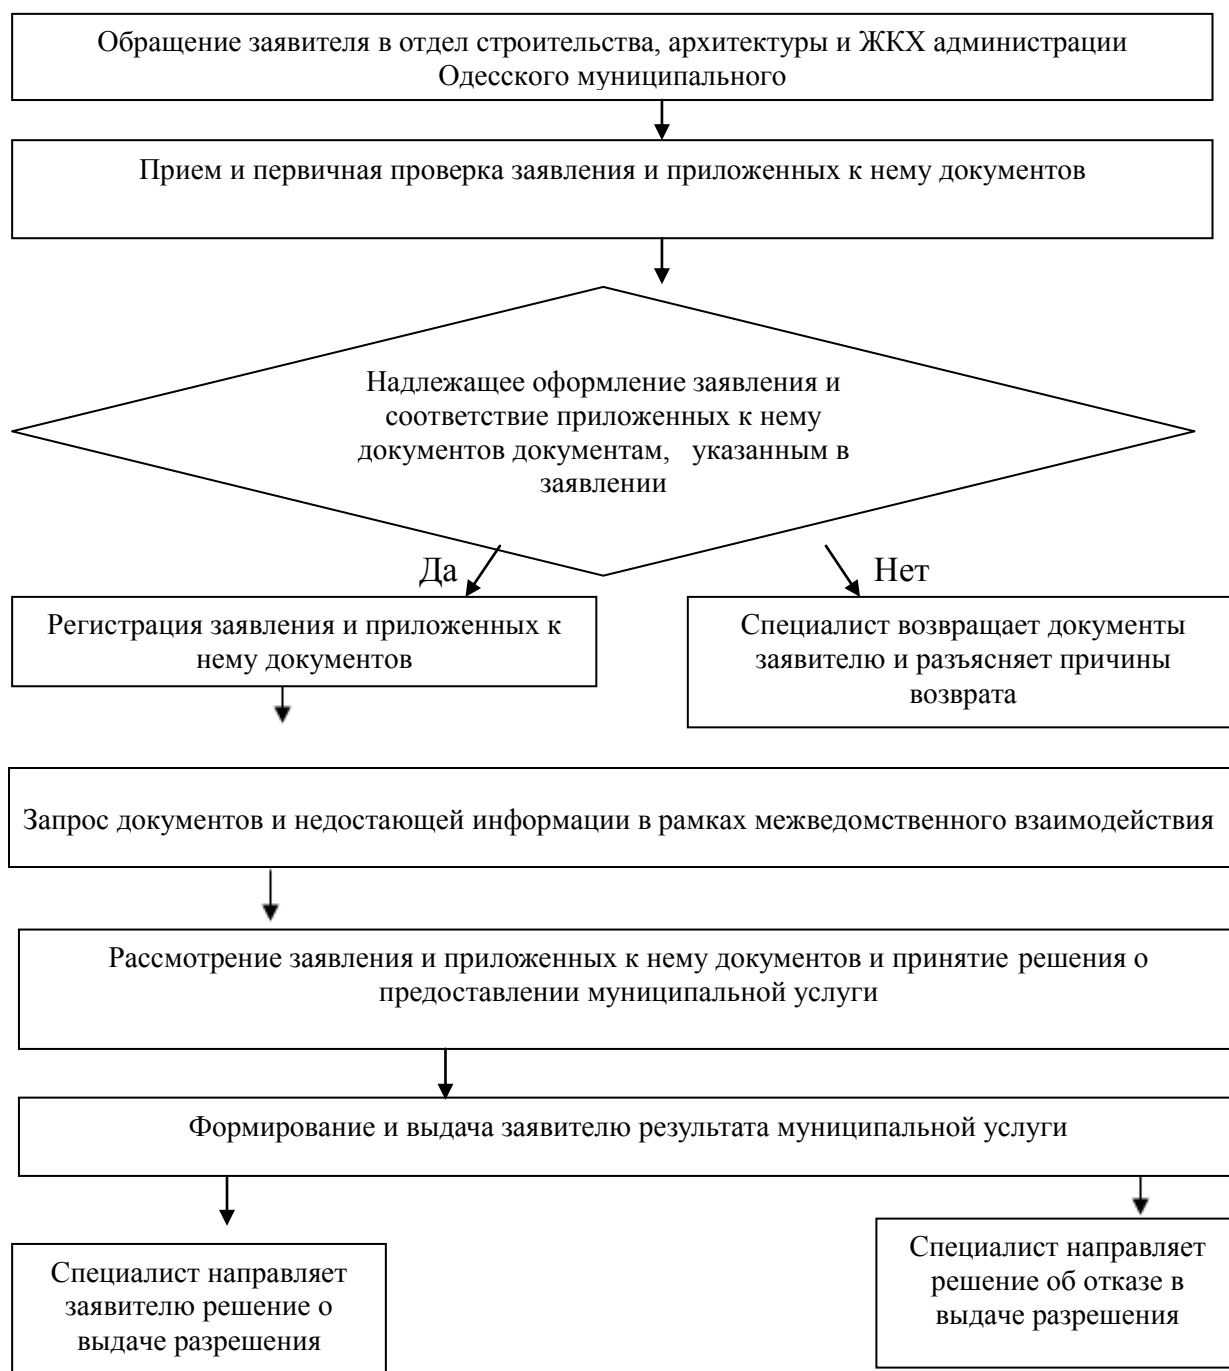 Обращение заявителя в отдел строительства, архитектуры и ЖКХ администрации
Одесского муниципального
Прием и первичная проверка заявления и приложенных к нему документов
Надлежащее оформление заявления и
соответствие приложенных к нему
документов документам, указанным в
заявлении
Да
Нет
Регистрация заявления и приложенных к
нему документов
Специалист возвращает документы
заявителю и разъясняет причины
возврата
Запрос документов и недостающей информации в рамках межведомственного взаимодействия
Рассмотрение заявления и приложенных к нему документов и принятие решения о
предоставлении муниципальной услуги
Формирование и выдача заявителю результата муниципальной услуги
Специалист направляет
заявителю решение о
выдаче разрешения
Специалист направляет
решение об отказе в
выдаче разрешения